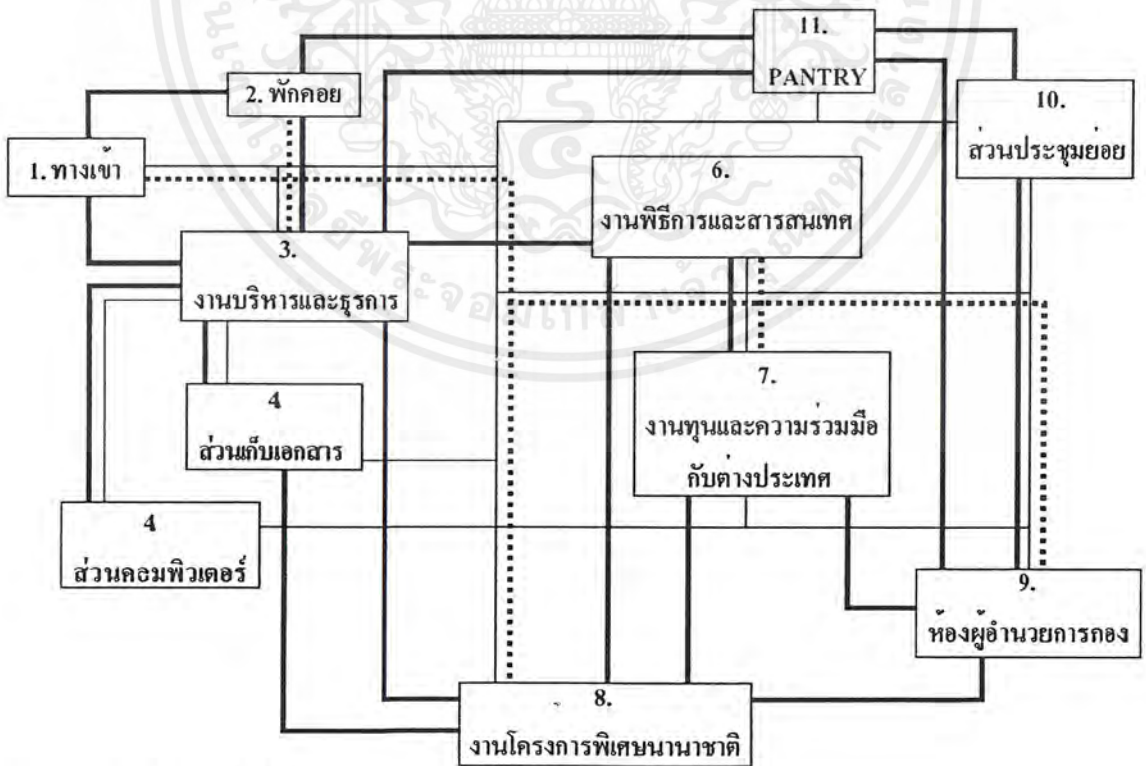 11.
PANTRY
2. พักคอย
10.
ส่วนประชุมย่อย
1. ทางเข้า
6.
งานพิธีการและสารสนเทศ
3.
งานบริหารและธุรการ
7.
งานทุนและความร่วมมือ
กับต่างประเทศ
4
ส่วนเก็บเอกสาร
4
ส่วนคอมพิวเตอร์
9.
ห้องผู้อำนวยการกอง
8.
งานโครงการพิเศษนานาชาติ